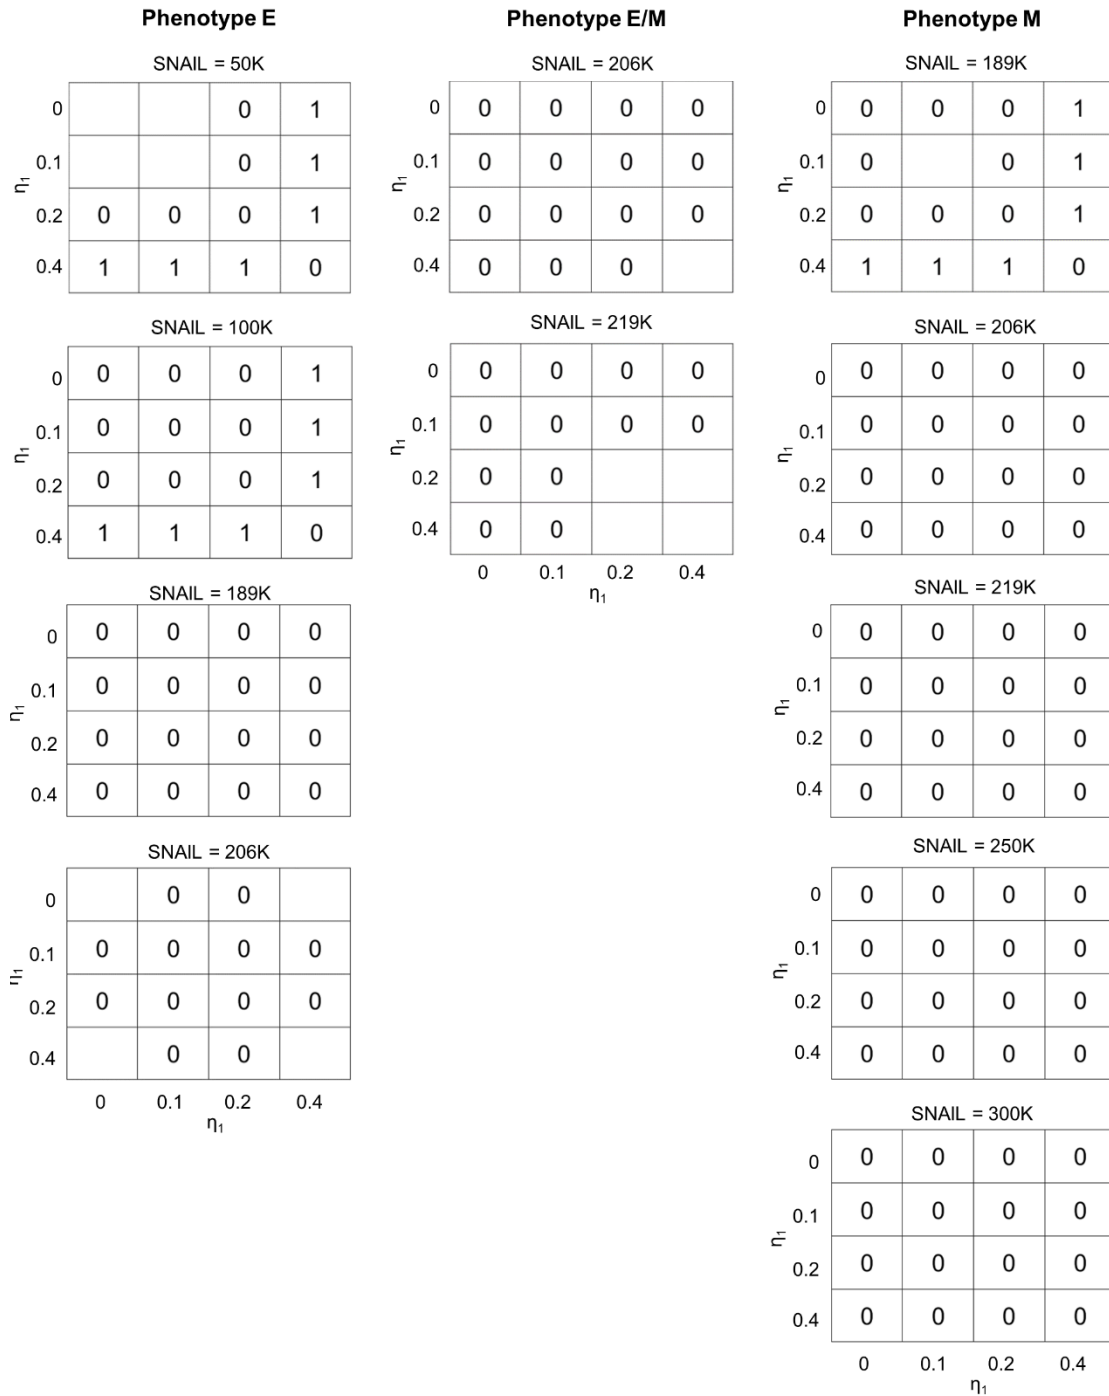 Phenotype E
SNAIL = 50K
0 0 1
0.1 0 1
0.2 0 0 0 1
0.4 1 1 1 0
η₁
SNAIL = 100K
0 0 0 0 1
0.1 0 0 0 1
0.2 0 0 0 1
0.4 1 1 1 0
η₁
SNAIL = 189K
0 0 0 0 0
0.1 0 0 0 0
0.2 0 0 0 0
0.4 0 0 0 0
η₁
SNAIL = 206K
0 0 0
0.1 0 0 0 0
0.2 0 0 0 0
0.4 0 0
η₁
0 0.1 0.2 0.4
η₁
Phenotype E/M
SNAIL = 206K
0 0 0 0 0
0.1 0 0 0 0
0.2 0 0 0 0
0.4 0 0 0
η₁
SNAIL = 219K
0 0 0 0 0
0.1 0 0 0 0
0.2 0 0
0.4 0 0
η₁
0 0.1 0.2 0.4
η₁
Phenotype M
SNAIL = 189K
0 0 0 0 1
0.1 0 0 1
0.2 0 0 0 1
0.4 1 1 1 0
η₁
SNAIL = 206K
0 0 0 0 0
0.1 0 0 0 0
0.2 0 0 0 0
0.4 0 0 0 0
η₁
SNAIL = 219K
0 0 0 0 0
0.1 0 0 0 0
0.2 0 0 0 0
0.4 0 0 0 0
η₁
SNAIL = 250K
0 0 0 0 0
0.1 0 0 0 0
0.2 0 0 0 0
0.4 0 0 0 0
η₁
SNAIL = 300K
0 0 0 0 0
0.1 0 0 0 0
0.2 0 0 0 0
0.4 0 0 0 0
η₁
0 0.1 0.2 0.4
η₁